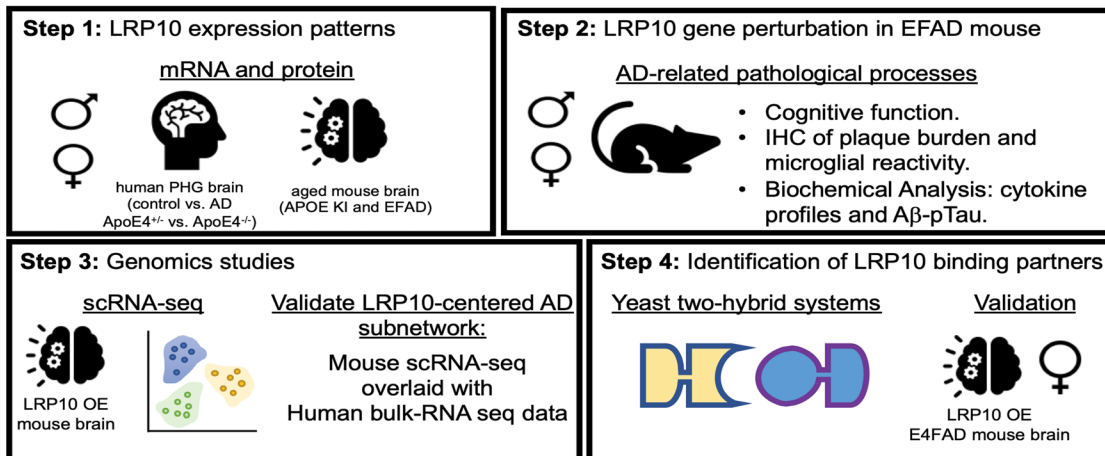 Step 1: LRP10 expression patterns
mRNA and protein
human PHG brain
(control vs. AD
ApoE4+/- vs. ApoE4-/-)
aged mouse brain
(APOE KI and EFAD)
Step 2: LRP10 gene perturbation in EFAD mouse
AD-related pathological processes
• Cognitive function.
• IHC of plaque burden and
microglial reactivity.
• Biochemical Analysis: cytokine
profiles and Aβ-pTau.
Step 3: Genomics studies
scRNA-seq
LRP10 OE
mouse brain
Validate LRP10-centered AD
subnetwork:
Mouse scRNA-seq
overlaid with
Human bulk-RNA seq data
Step 4: Identification of LRP10 binding partners
Yeast two-hybrid systems
Validation
LRP10 OE
E4FAD mouse brain